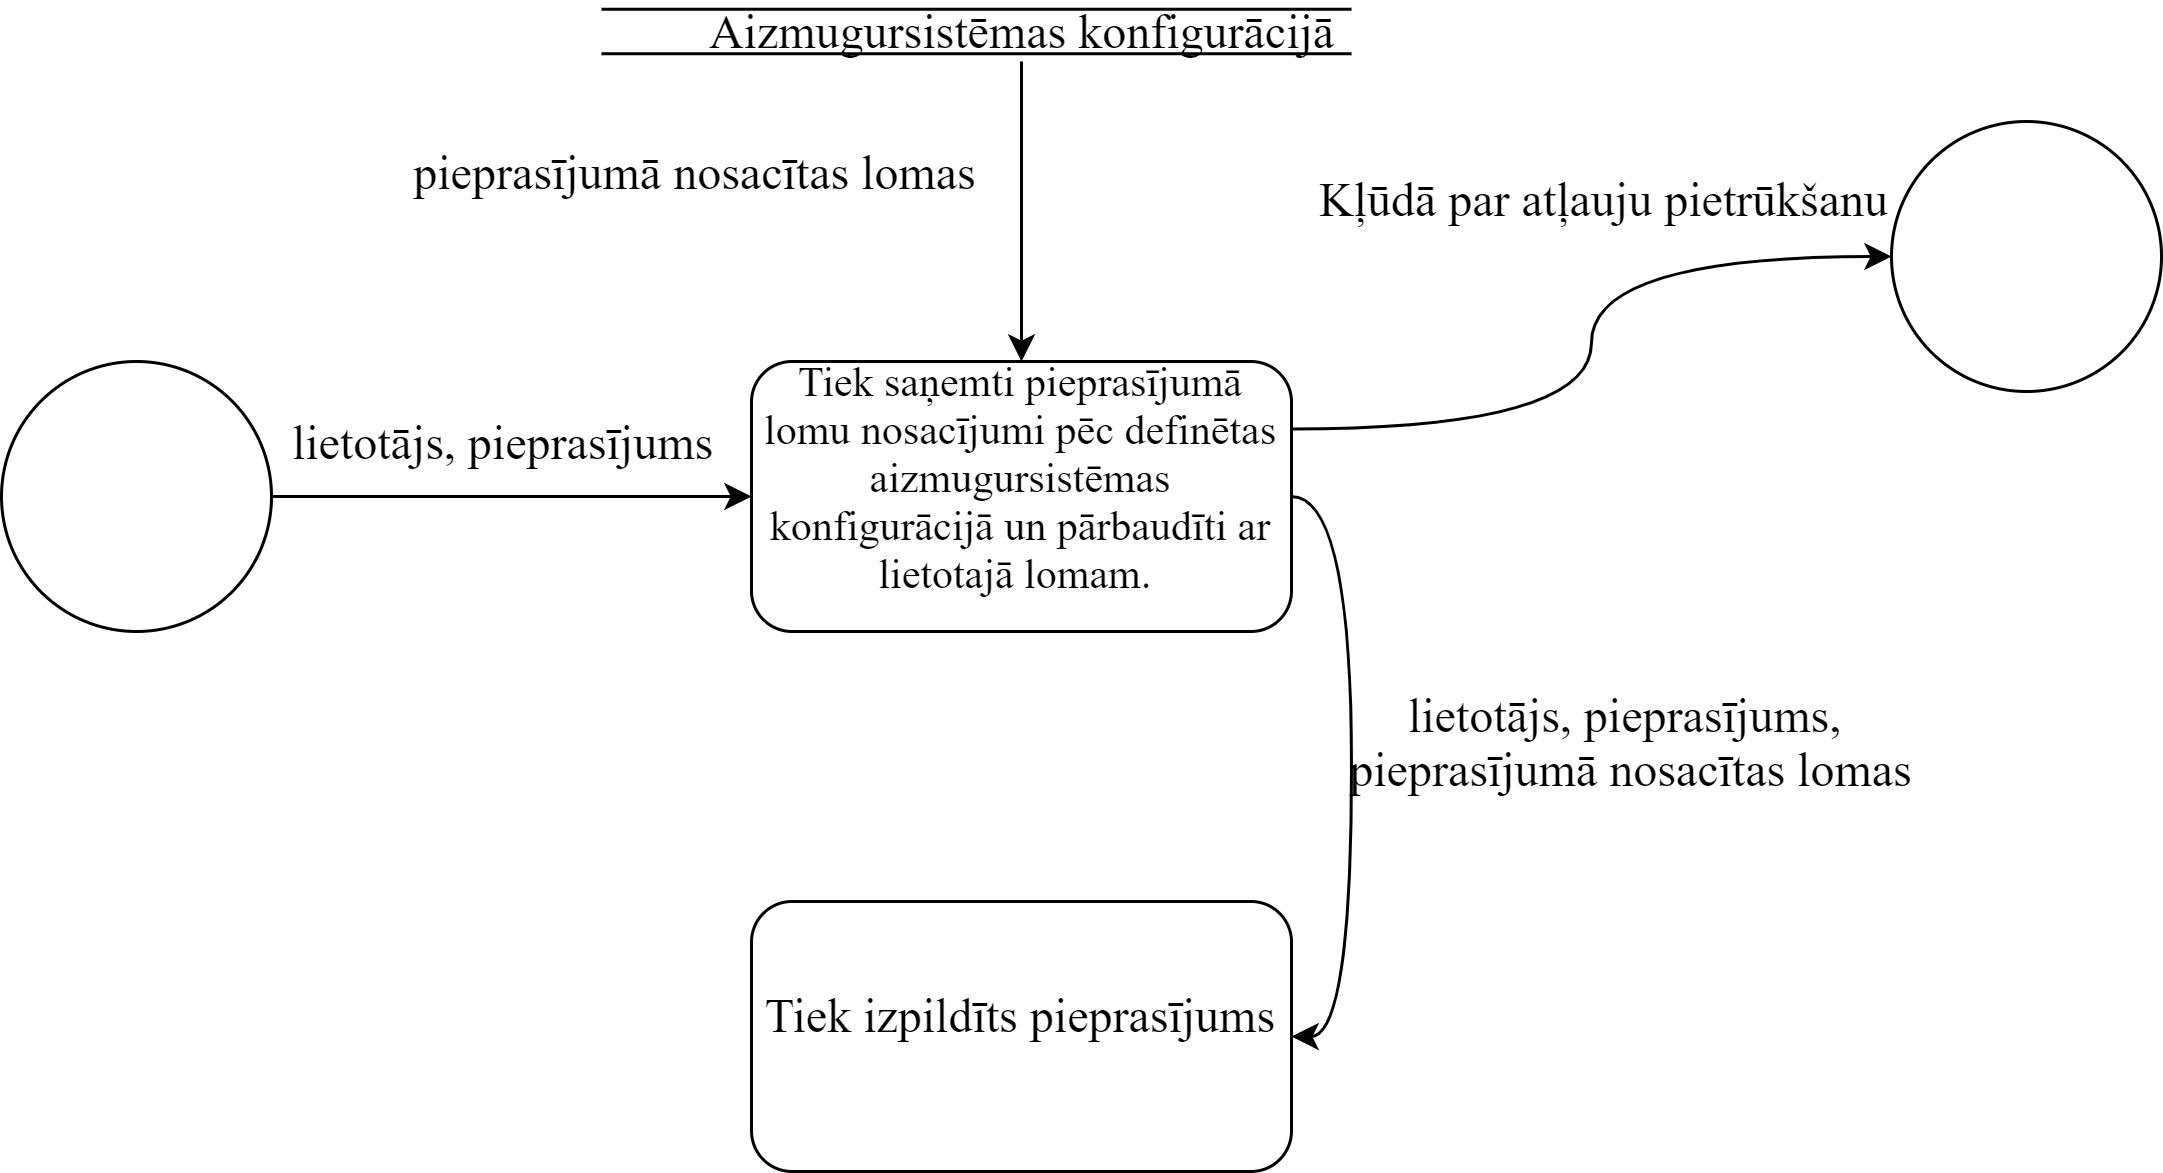 Aizmugursistēmas konfigurācijā
pieprasījumā nosacītas lomas
Kļūdā par atļauju pietrūkšanu
lietotājs, pieprasījums
Tiek saņemti pieprasījumā
lomu nosacījumi pēc definētas
aizmugursistēmas
konfigurācijā un pārbaudīti ar
lietotajā lomam.
lietotājs, pieprasījums,
pieprasījumā nosacītas lomas
Tiek izpildīts pieprasījums